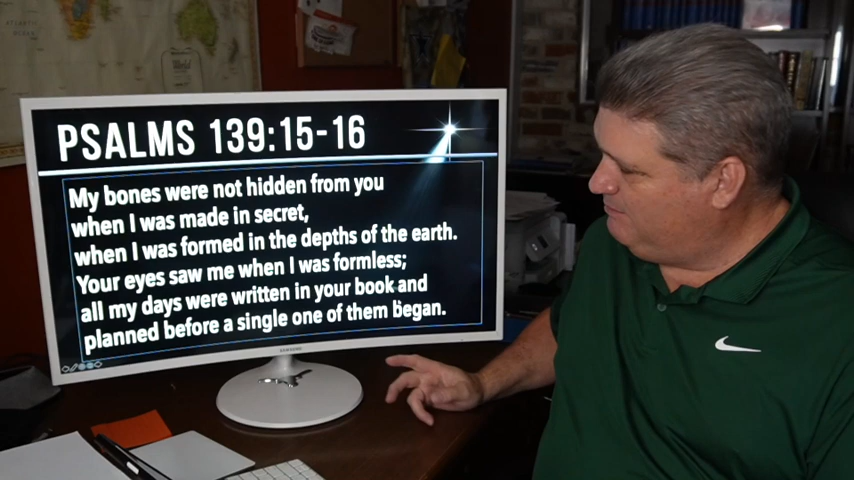 PSALMS 139:15-16
My bones were not hidden from you
when I was made in secret,
when I was formed in the depths of the earth.
Your eyes saw me when I was formless;
all my days were written in your book and
planned before a single one of them began.
SAMSUNG